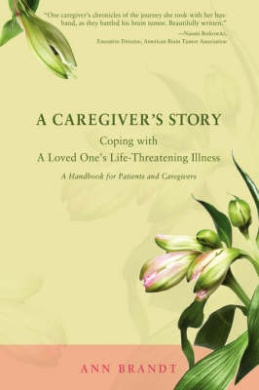 "One caregiver's chronicles of the journey she took with her hus-
band, as they battled his brain tumor. Beautifully written."
—Naomi Berkowitz,
Executive Director, American Brain Tumor Association
A CAREGIVER'S STORY
Coping with
A Loved One's Life-Threatening Illness
A Handbook for Patients and Caregivers
ANN BRANDT